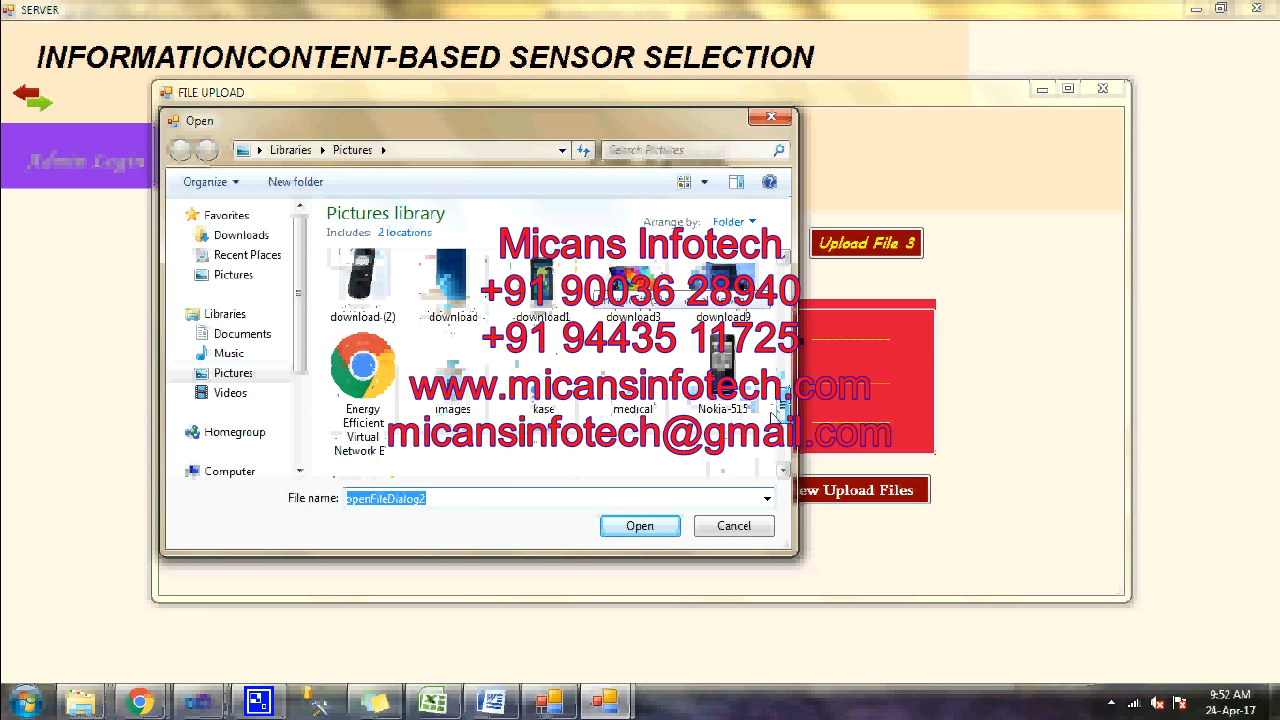 SERVER
INFORMATIONCONTENT-BASED SENSOR SELECTION
FILE UPLOAD
Admin Login
Open
Libraries Pictures
Search Pictures
Organize New folder
Favorites
Downloads
Recent Places
Pictures
Libraries
Documents
Music
Pictures
Videos
Homegroup
Computer
Pictures library
Includes: 2 locations
Arrange by: Folder
download (2)
download
download1
download3
download9
Energy
Efficient
Virtual
Network E
images
kase
medical
Nokia-515
Micans Infotech
+91 90036 28940
+91 94435 11725
www.micansinfotech.com
micansinfotech@gmail.com
Upload File 3
ew Upload Files
File name: openFileDialog2
Open Cancel
9:52 AM
24-Apr-17